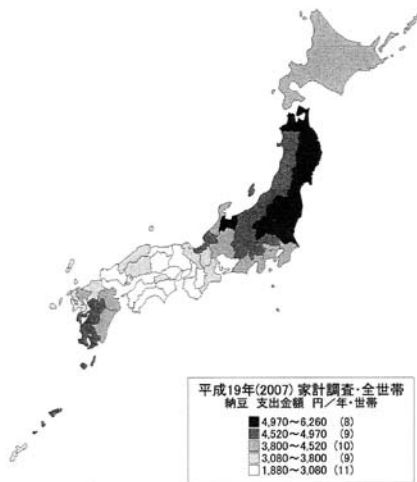 平成19年(2007) 家計調査・全世帯
納豆 支出金額 円/年・世帯
4,970～6,260 (8)
4,520～4,970 (9)
3,800～4,520 (10)
3,080～3,800 (9)
1,880～3,080 (11)